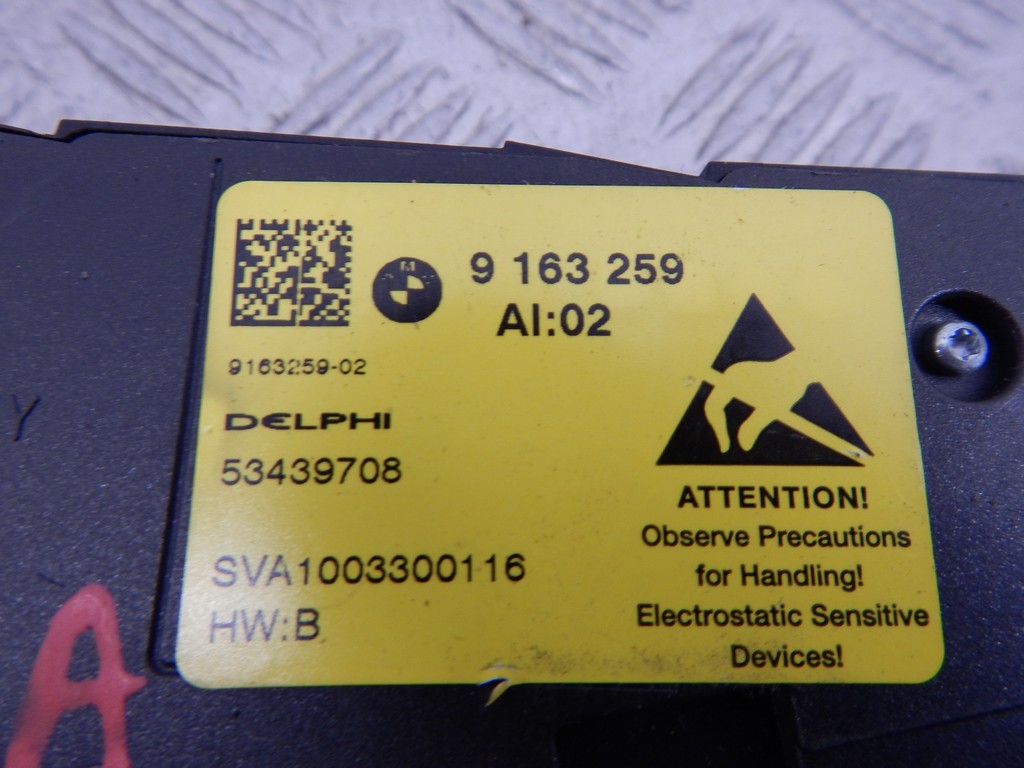 9 163 259
AI:02
9163259-02
DELPHI
53439708
SVA1003300116
HW:B
ATTENTION!
Observe Precautions
for Handling!
Electrostatic Sensitive
Devices!
Y
A